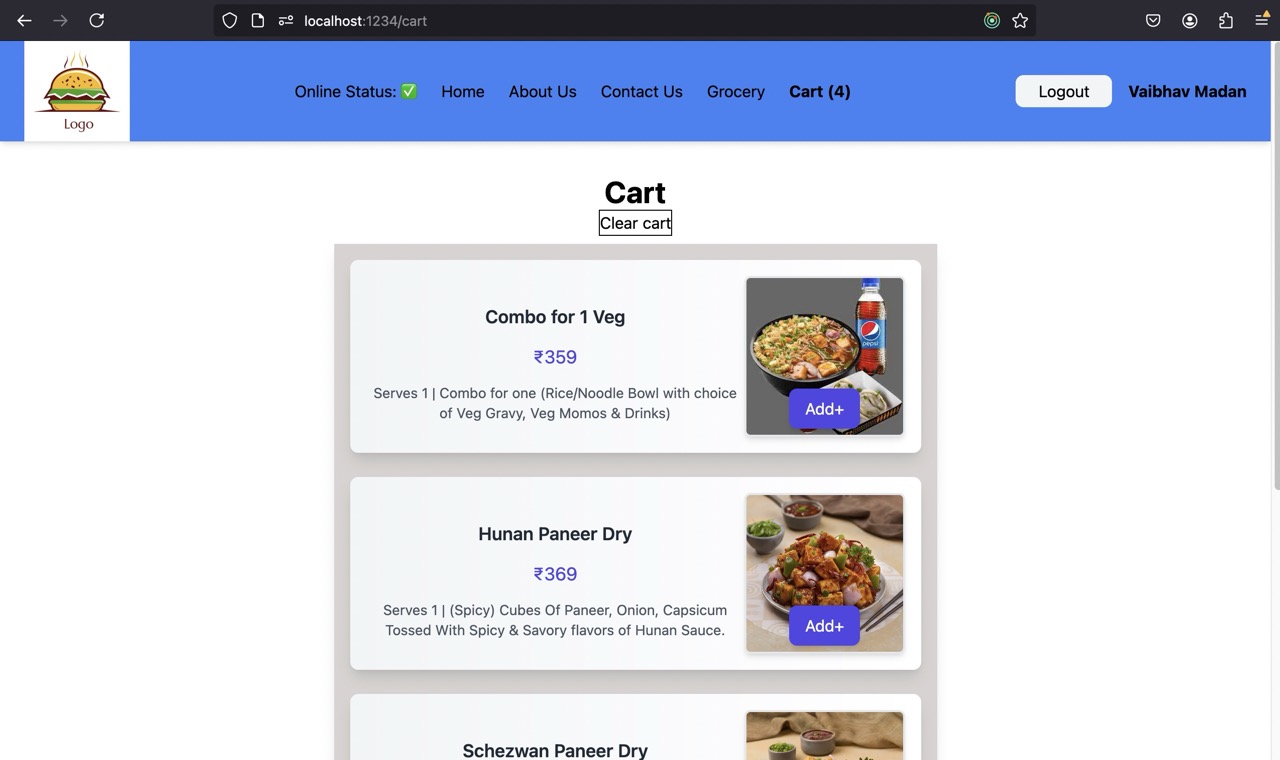 localhost:1234/cart
Logo
Online Status: ✅ Home About Us Contact Us Grocery Cart (4)
Logout Vaibhav Madan
Cart
Clear cart
Combo for 1 Veg
₹359
Serves 1 | Combo for one (Rice/Noodle Bowl with choice
of Veg Gravy, Veg Momos & Drinks)
pepsi
Add+
Hunan Paneer Dry
₹369
Serves 1 | (Spicy) Cubes Of Paneer, Onion, Capsicum
Tossed With Spicy & Savory flavors of Hunan Sauce.
Add+
Schezwan Paneer Dry